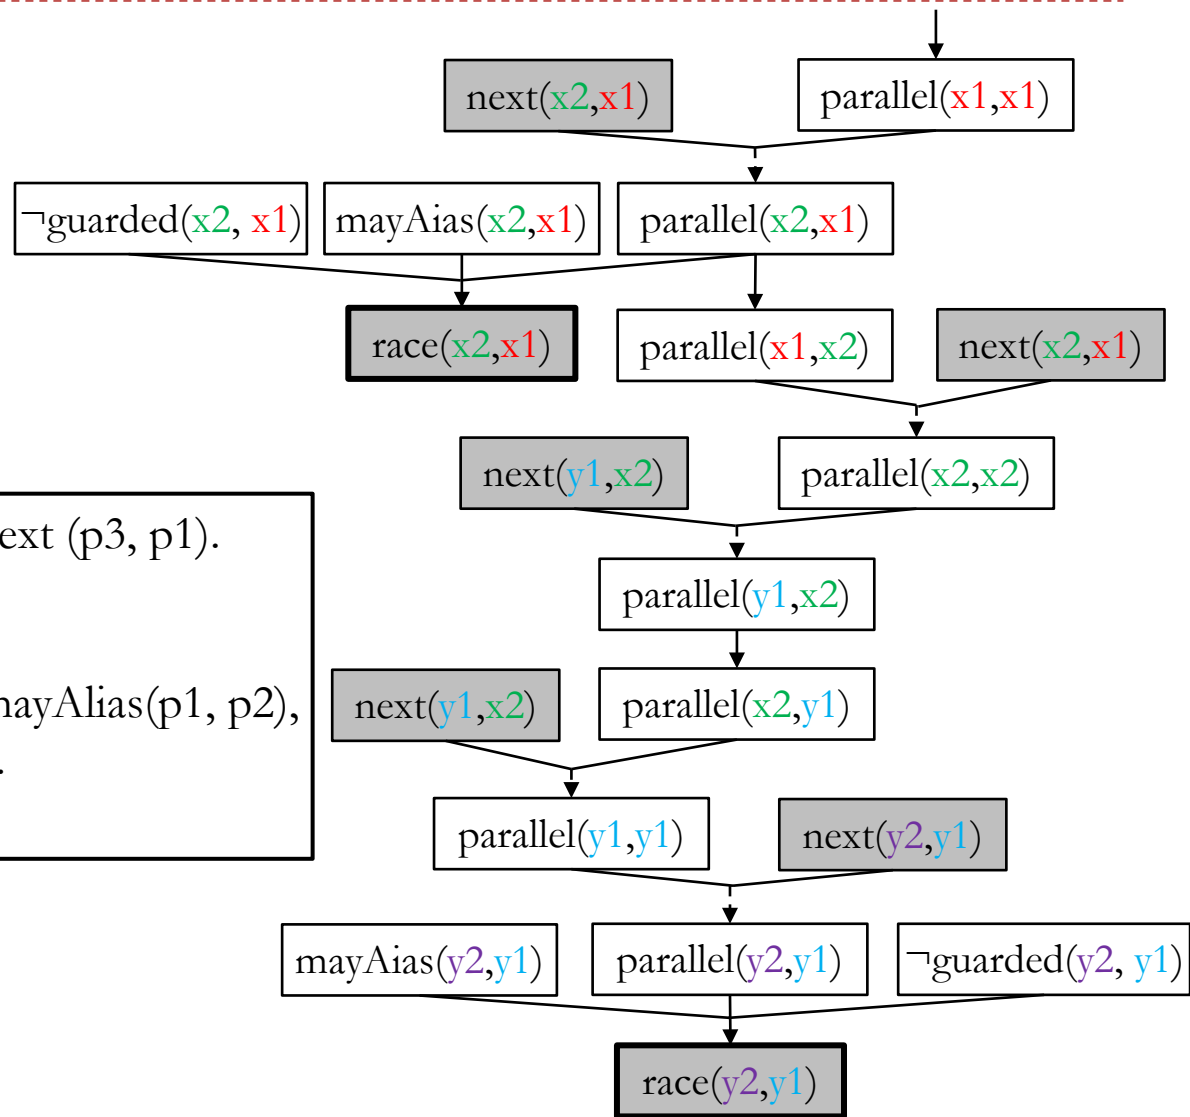 next(x2,x1)
parallel(x1,x1)
¬guarded(x2, x1)
mayAias(x2,x1)
parallel(x2,x1)
race(x2,x1)
parallel(x1,x2)
next(x2,x1)
next(y1,x2)
parallel(x2,x2)
ext (p3, p1).
parallel(y1,x2)
nayAlias(p1, p2),
.
next(y1,x2)
parallel(x2,y1)
parallel(y1,y1)
next(y2,y1)
mayAias(y2,y1)
parallel(y2,y1)
¬guarded(y2, y1)
race(y2,y1)